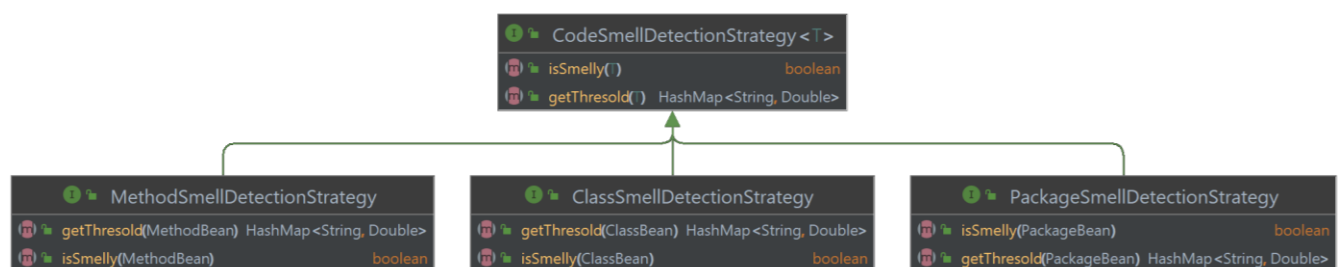 CodeSmellDetectionStrategy<T>
isSmelly(T) boolean
getThresold(T) HashMap<String, Double>
MethodSmellDetectionStrategy
getThresold(MethodBean) HashMap<String, Double>
isSmelly(MethodBean) boolean
ClassSmellDetectionStrategy
getThresold(ClassBean) HashMap<String, Double>
isSmelly(ClassBean) boolean
PackageSmellDetectionStrategy
isSmelly(PackageBean) boolean
getThresold(PackageBean) HashMap<String, Double>